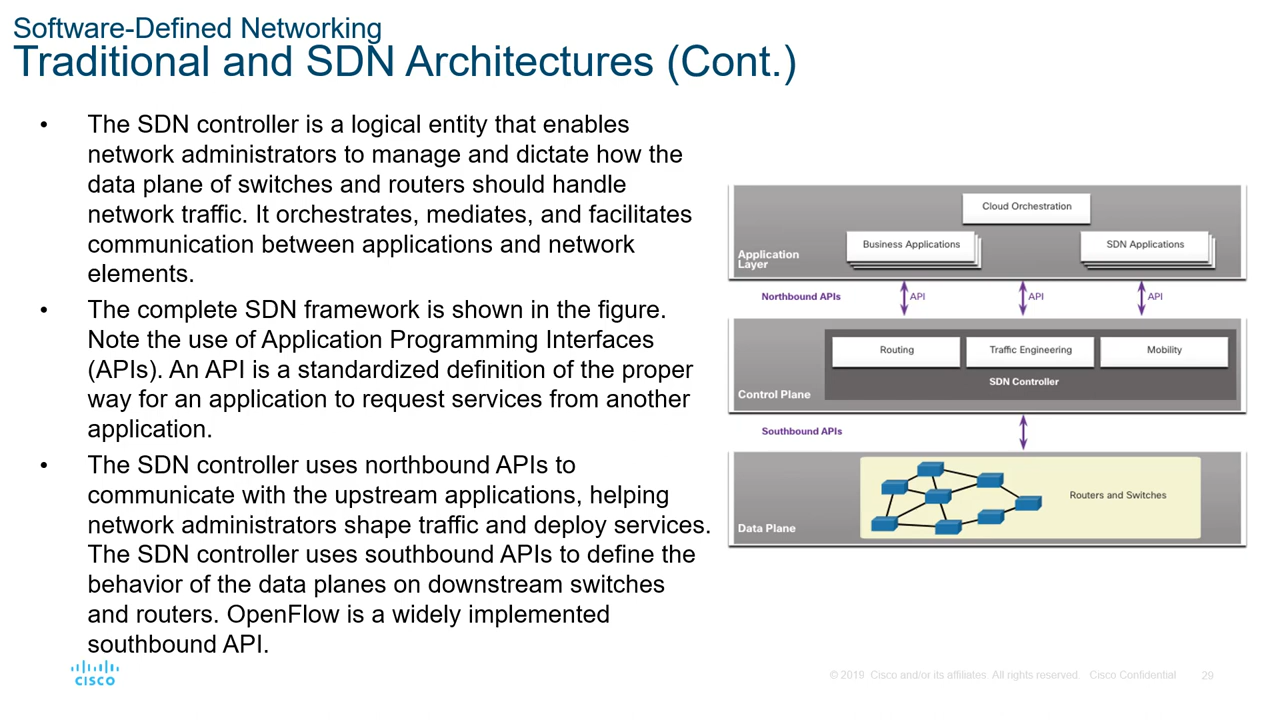 Software-Defined Networking
Traditional and SDN Architectures (Cont.)
• The SDN controller is a logical entity that enables
network administrators to manage and dictate how the
data plane of switches and routers should handle
network traffic. It orchestrates, mediates, and facilitates
communication between applications and network
elements.
• The complete SDN framework is shown in the figure.
Note the use of Application Programming Interfaces
(APIs). An API is a standardized definition of the proper
way for an application to request services from another
application.
• The SDN controller uses northbound APIs to
communicate with the upstream applications, helping
network administrators shape traffic and deploy services.
The SDN controller uses southbound APIs to define the
behavior of the data planes on downstream switches
and routers. OpenFlow is a widely implemented
southbound API.
Cloud Orchestration
Business Applications
SDN Applications
Application
Layer
Northbound APIs
API
API
API
Routing
Traffic Engineering
Mobility
SDN Controller
Control Plane
Southbound APIs
Routers and Switches
Data Plane
CISCO
© 2019 Cisco and/or its affiliates. All rights reserved. Cisco Confidential
29